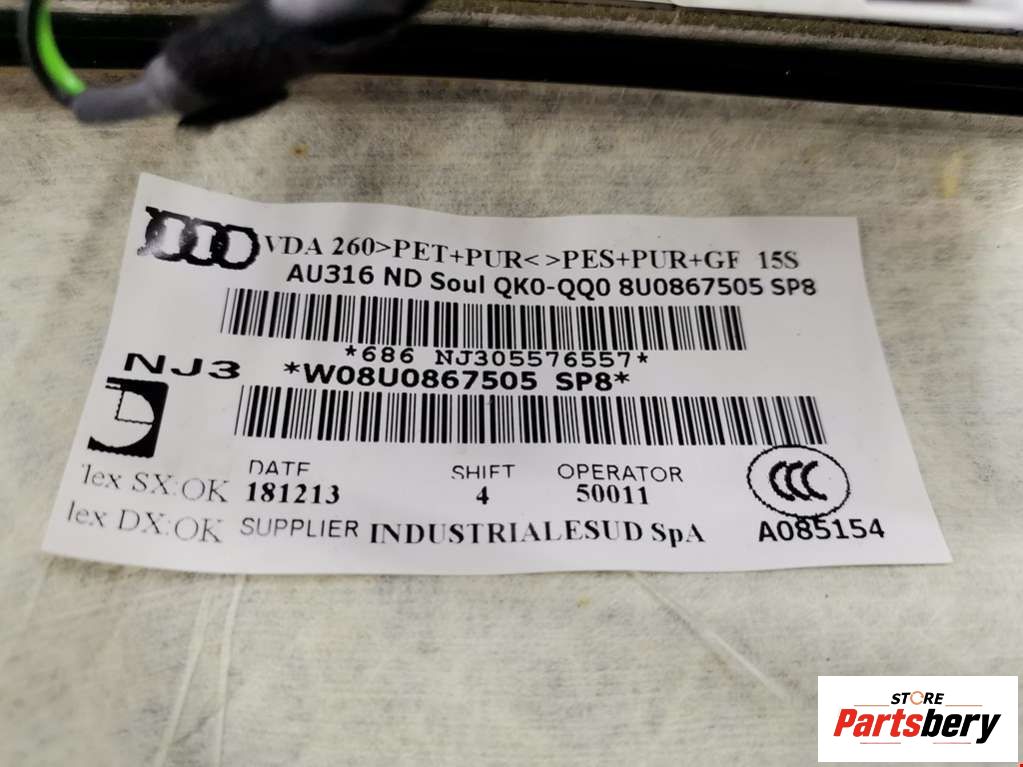 VDA 260>PET+PUR< >PES+PUR+GF 15S
AU316 ND Soul QK0-QQ0 8U0867505 SP8
*686 NJ305576557*
NJ3
*W08U0867505 SP8*
lex SX:OK
DATE
181213
SHIFT
4
OPERATOR
50011
lex DX:OK
SUPPLIER INDUSTRIALESUD SpA
CCC
A085154
STORE
Partsbery